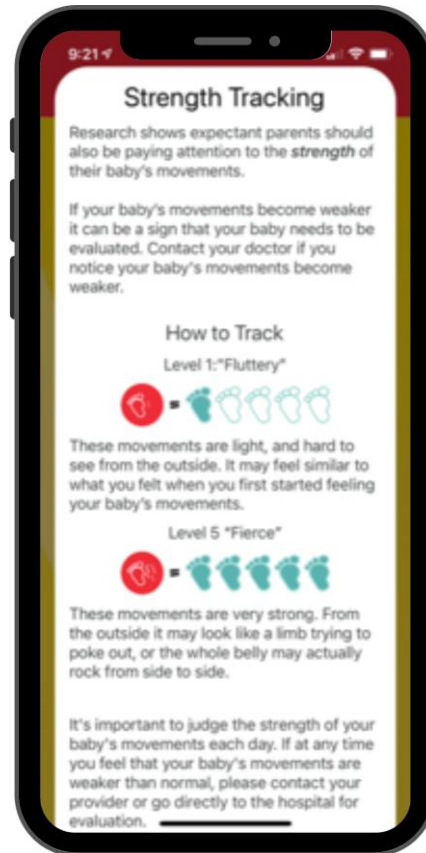 9:21
Strength Tracking
Research shows expectant parents should
also be paying attention to the strength of
their baby's movements.
If your baby's movements become weaker
it can be a sign that your baby needs to be
evaluated. Contact your doctor if you
notice your baby's movements become
weaker.
How to Track
Level 1:"Fluttery"
=
These movements are light, and hard to
see from the outside. It may feel similar to
what you felt when you first started feeling
your baby's movements.
Level 5 "Fierce"
=
These movements are very strong. From
the outside it may look like a limb trying to
poke out, or the whole belly may actually
rock from side to side.
It's important to judge the strength of your
baby's movements each day. If at any time
you feel that your baby's movements are
weaker than normal, please contact your
provider or go directly to the hospital for
evaluation.